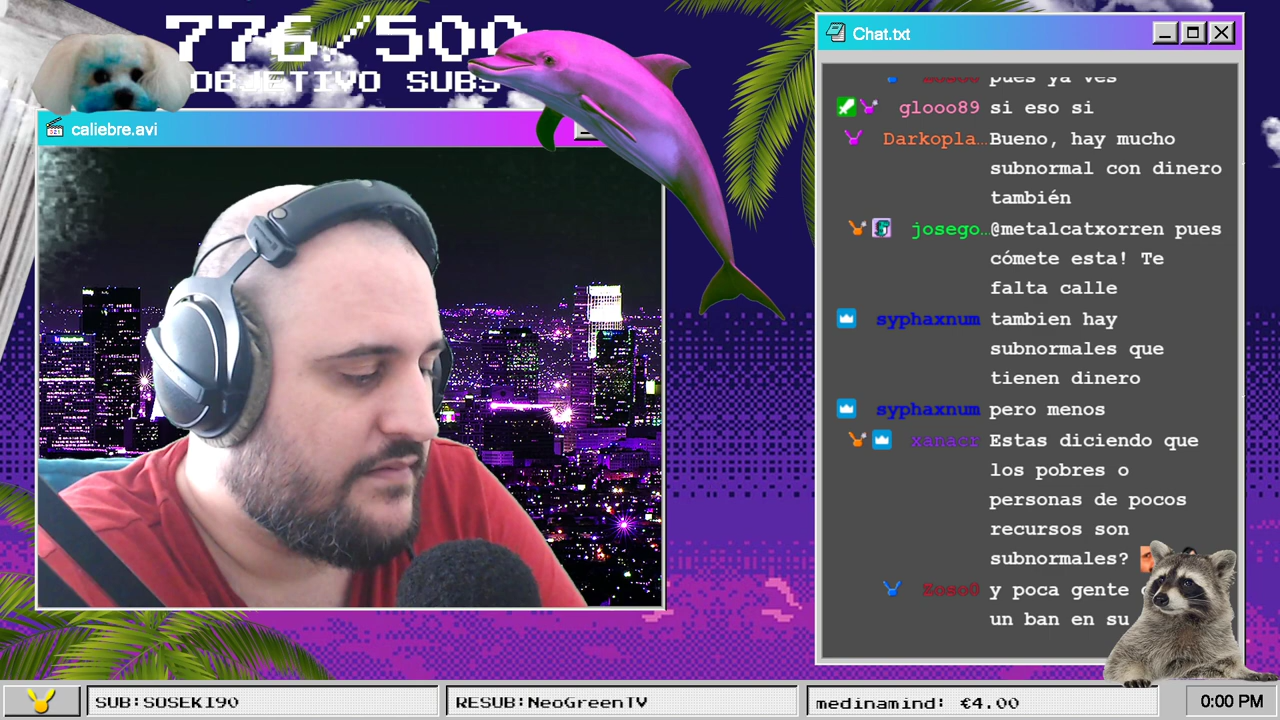 776/500
OBJETIVO SUBS
caliebre.avi
Chat.txt
pues ya ves
glooo89 si eso si
Darkopla… Bueno, hay mucho
subnormal con dinero
también
josego… @metalcatxorren pues
cómete esta! Te
falta calle
syphaxnum tambien hay
subnormales que
tienen dinero
syphaxnum pero menos
xanacr Estas diciendo que
los pobres o
personas de pocos
recursos son
subnormales?
y poca gente
un ban en su
SUB:SOSEKI90
RESUB:NeoGreenTV
medinamind: €4.00
0:00 PM